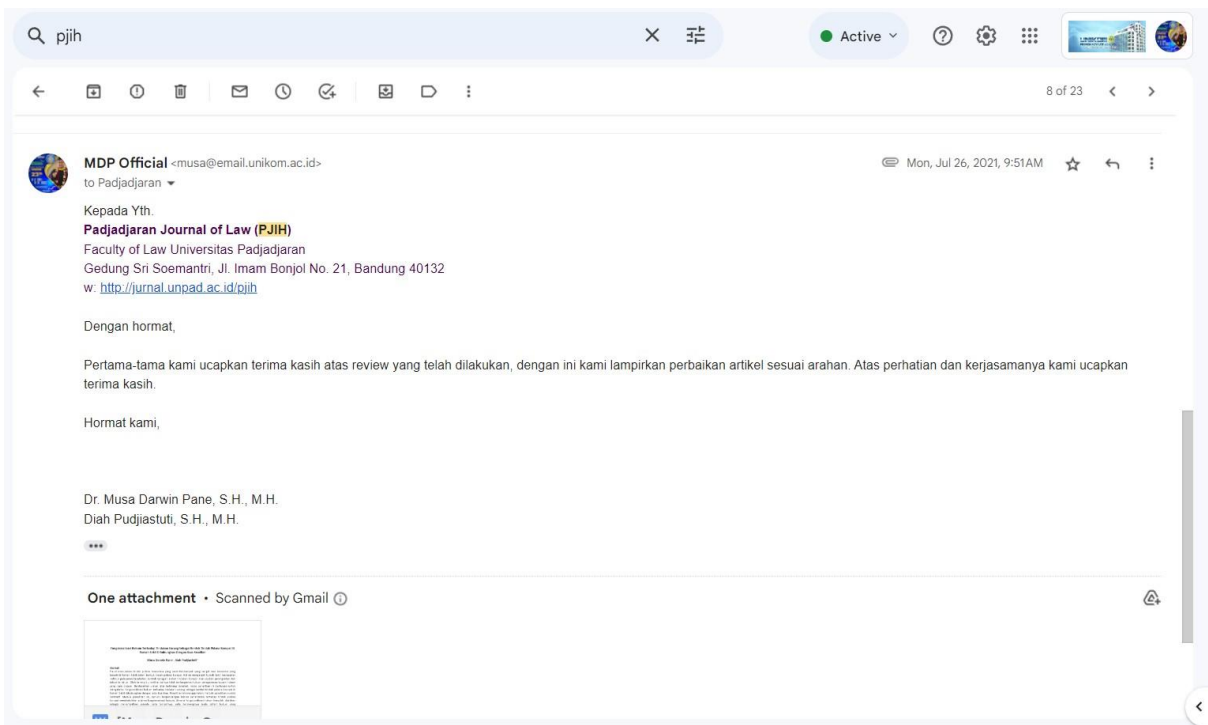 pjih
Active
8 of 23
MDP Official <musa@email.unikom.ac.id>
Mon, Jul 26, 2021, 9:51 AM
to Padjadjaran
Kepada Yth.
Padjadjaran Journal of Law (PJIH)
Faculty of Law Universitas Padjadjaran
Gedung Sri Soemantri, Jl. Imam Bonjol No. 21, Bandung 40132
w: http://jurnal.unpad.ac.id/pjih
Dengan hormat,
Pertama-tama kami ucapkan terima kasih atas review yang telah dilakukan, dengan ini kami lampirkan perbaikan artikel sesuai arahan. Atas perhatian dan kerjasamanya kami ucapkan
terima kasih.
Hormat kami,
Dr. Musa Darwin Pane, S.H., M.H.
Diah Pudjiastuti, S.H., M.H.
One attachment • Scanned by Gmail